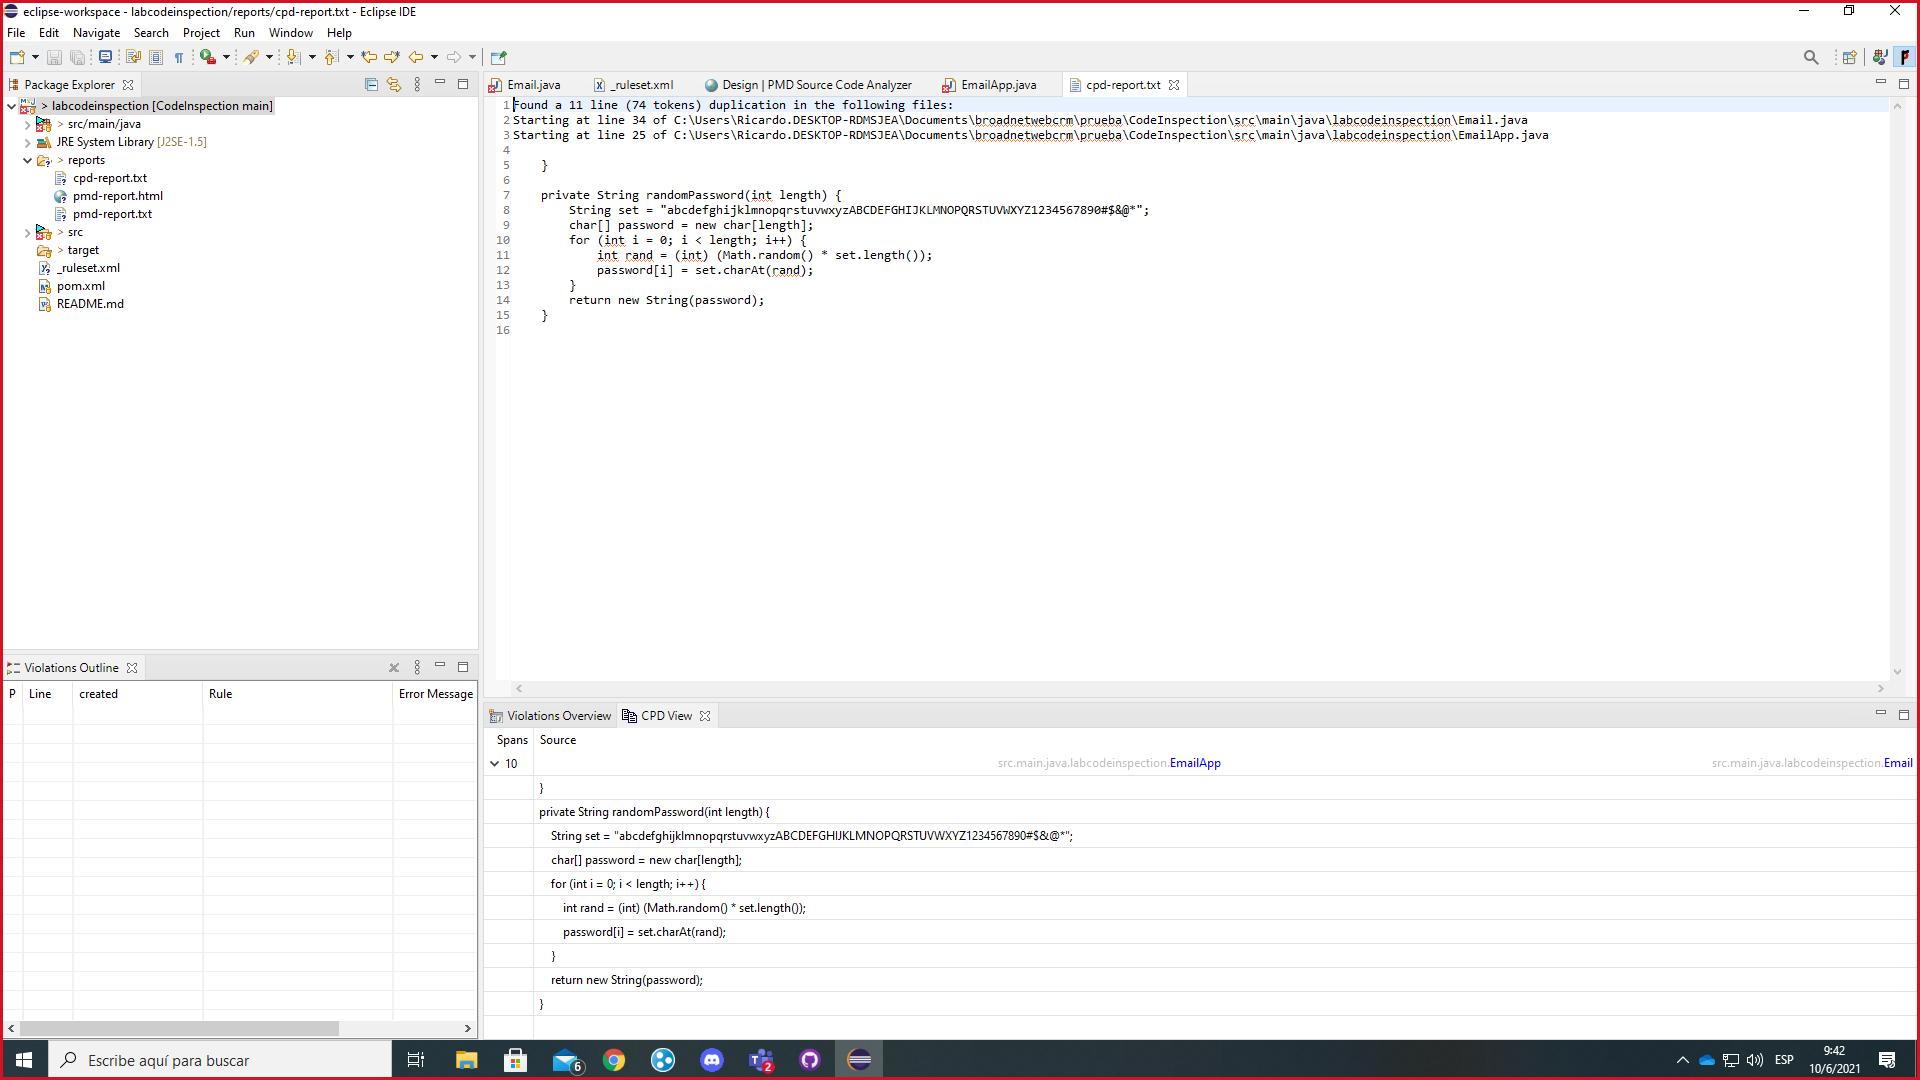 eclipse-workspace - labcodeinspection/reports/cpd-report.txt - Eclipse IDE
File Edit Navigate Search Project Run Window Help
Package Explorer
> labcodeinspection [CodeInspection main]
> src/main/java
JRE System Library [J2SE-1.5]
> reports
cpd-report.txt
pmd-report.html
pmd-report.txt
> src
> target
_ruleset.xml
pom.xml
README.md
Email.java _ruleset.xml Design | PMD Source Code Analyzer EmailApp.java cpd-report.txt
1 Found a 11 line (74 tokens) duplication in the following files:
2 Starting at line 34 of C:\Users\Ricardo.DESKTOP-RDMSJEA\Documents\broadnetwebcrm\prueba\CodeInspection\src\main\java\labcodeinspection\Email.java
3 Starting at line 25 of C:\Users\Ricardo.DESKTOP-RDMSJEA\Documents\broadnetwebcrm\prueba\CodeInspection\src\main\java\labcodeinspection\EmailApp.java
4
5 }
6
7 private String randomPassword(int length) {
8 String set = "abcdefghijklmnopqrstuvwxyzABCDEFGHIJKLMNOPQRSTUVWXYZ1234567890#$&@*";
9 char[] password = new char[length];
10 for (int i = 0; i < length; i++) {
11 int rand = (int) (Math.random() * set.length());
12 password[i] = set.charAt(rand);
13 }
14 return new String(password);
15 }
16
Violations Outline
P Line created Rule Error Message
Violations Overview CPD View
Spans Source
10 src.main.java.labcodeinspection.EmailApp src.main.java.labcodeinspection.Email
}
private String randomPassword(int length) {
String set = "abcdefghijklmnopqrstuvwxyzABCDEFGHIJKLMNOPQRSTUVWXYZ1234567890#$&@*";
char[] password = new char[length];
for (int i = 0; i < length; i++) {
int rand = (int) (Math.random() * set.length());
password[i] = set.charAt(rand);
}
return new String(password);
}
Escribe aquí para buscar
6
2
ESP
9:42
10/6/2021